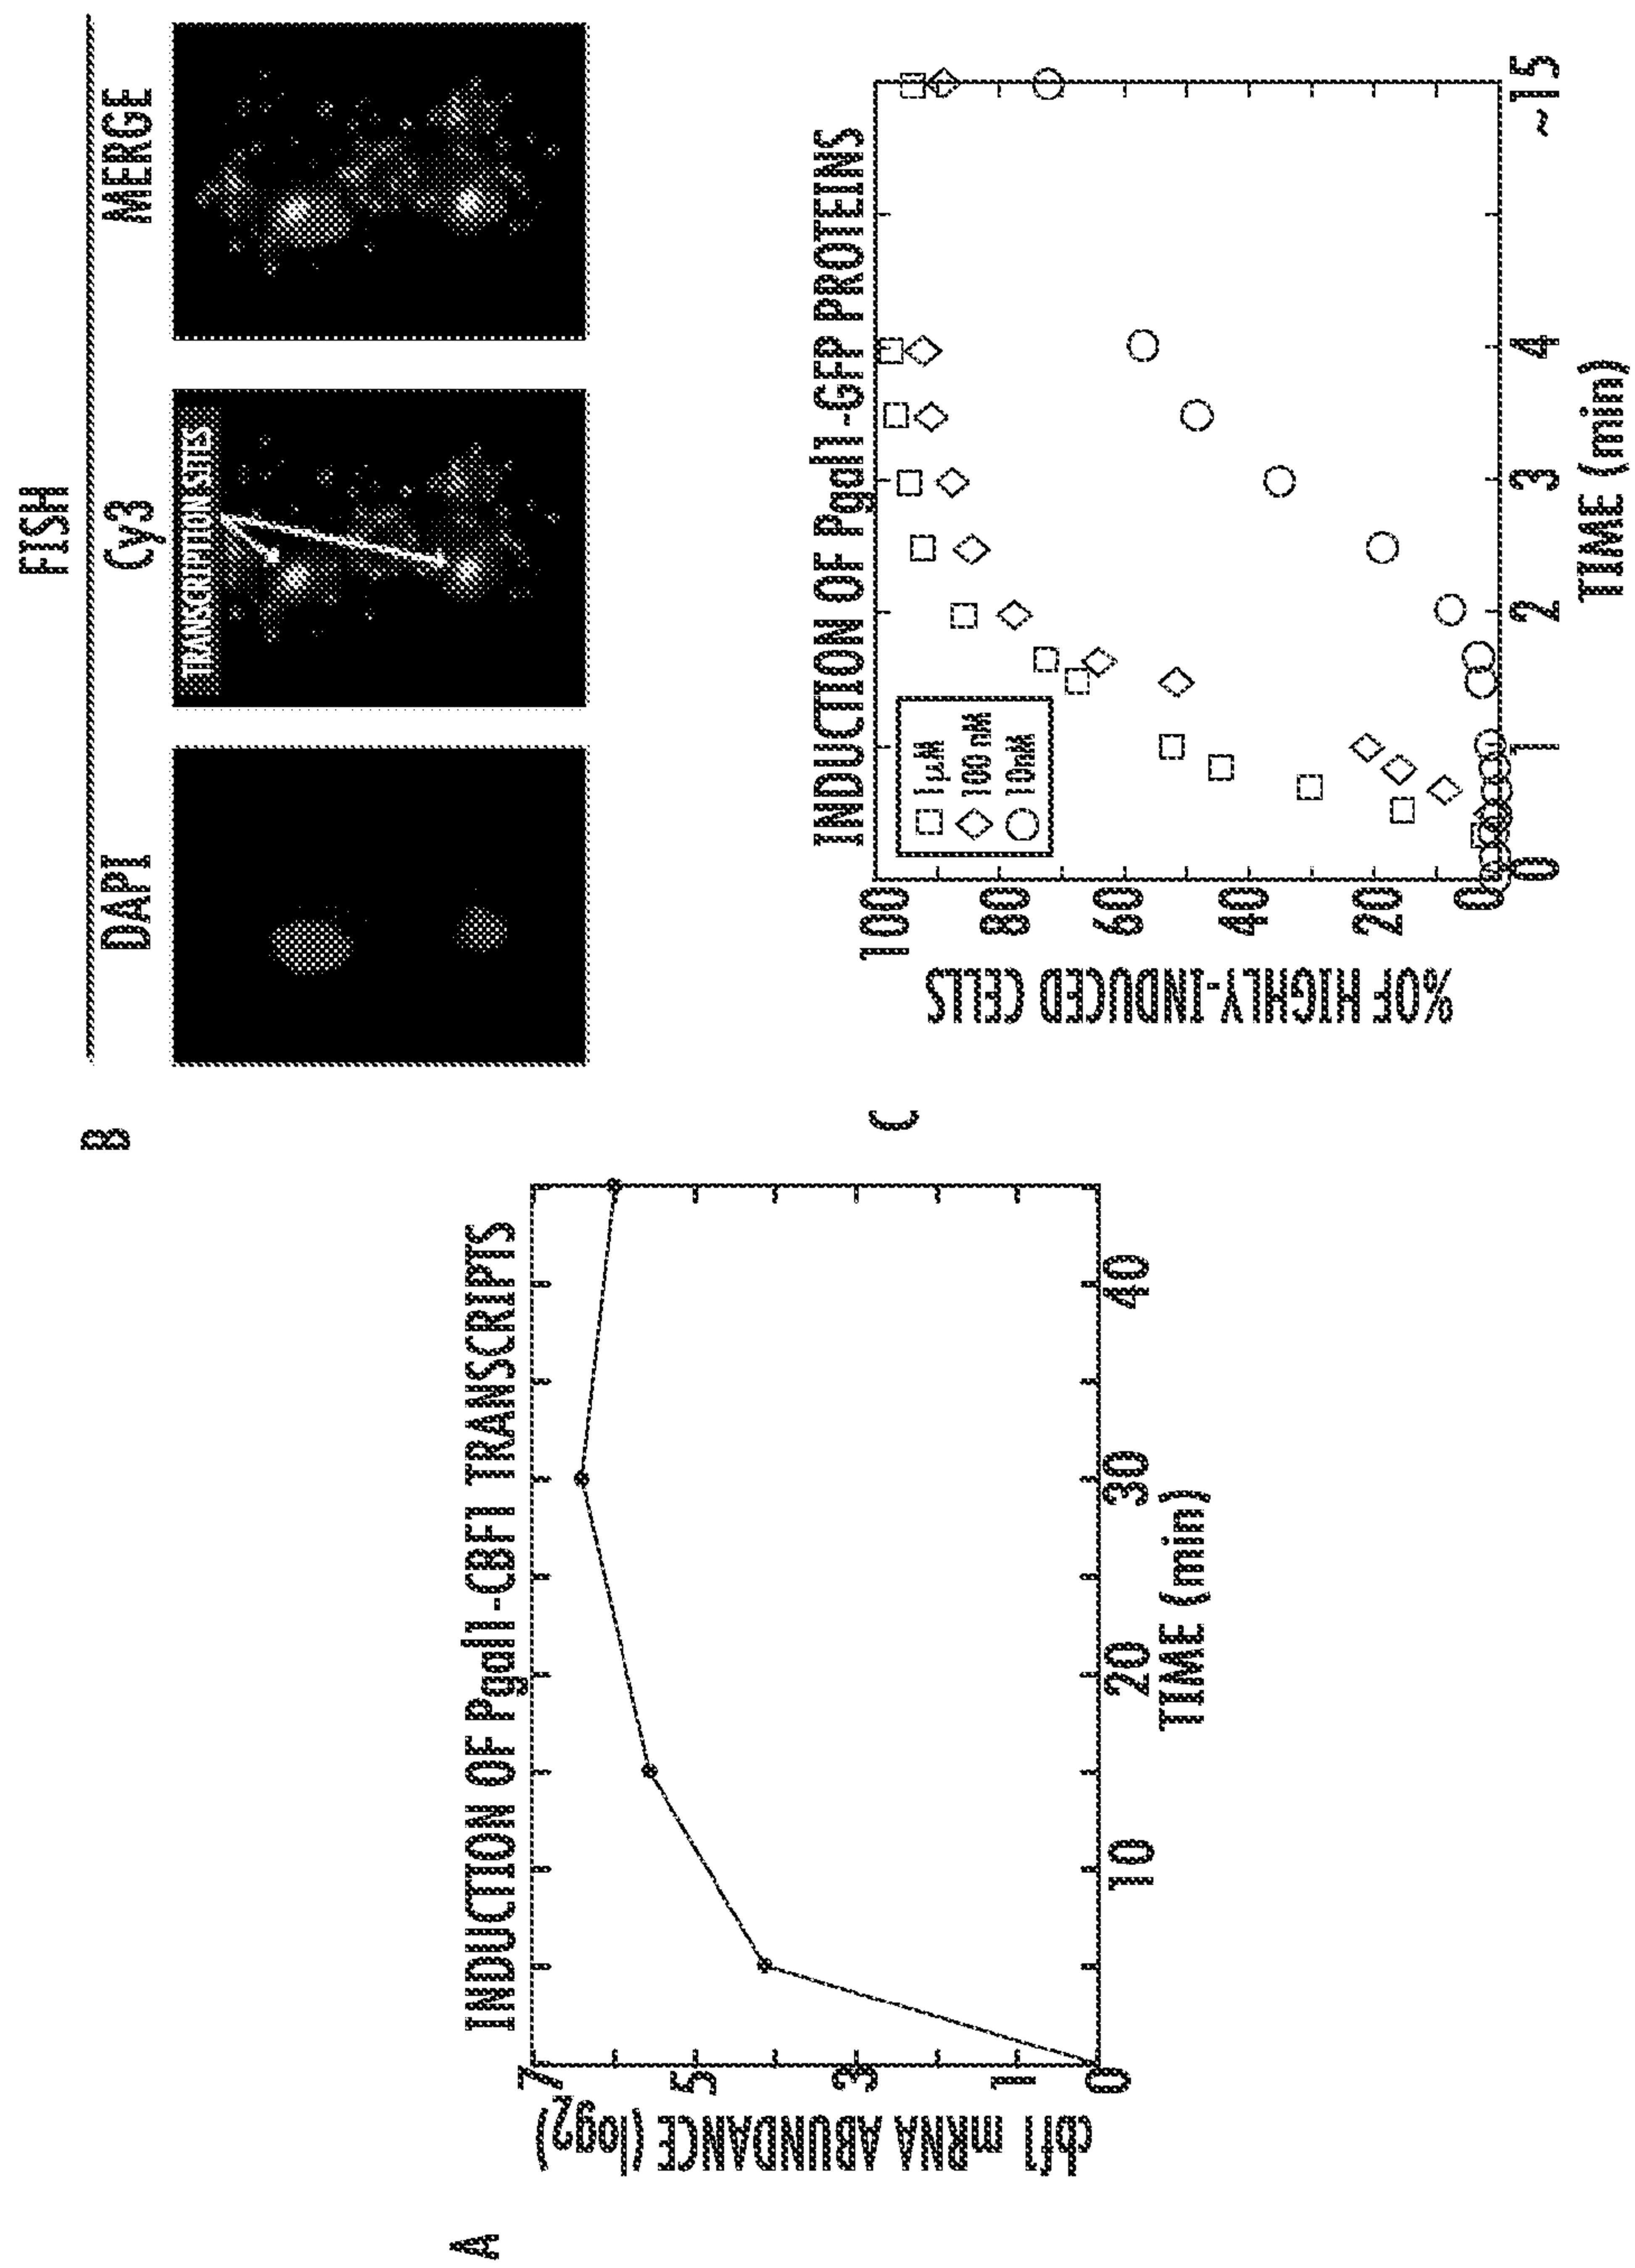 A
INDUCTION OF Pgal1-CBF1 TRANSCRIPTS
cbf1 mRNA ABUNDANCE (log2)
7
5
3
1
0
10
20
30
40
TIME (min)
B
FISH
DAPI
Cy3
MERGE
TRANSCRIPTION SITES
C
INDUCTION OF Pgal1-GFP PROTEINS
1 µM
100 nM
10nM
%OF HIGHLY-INDUCED CELLS
100
80
60
40
20
0
0
1
2
3
4
~15
TIME (min)